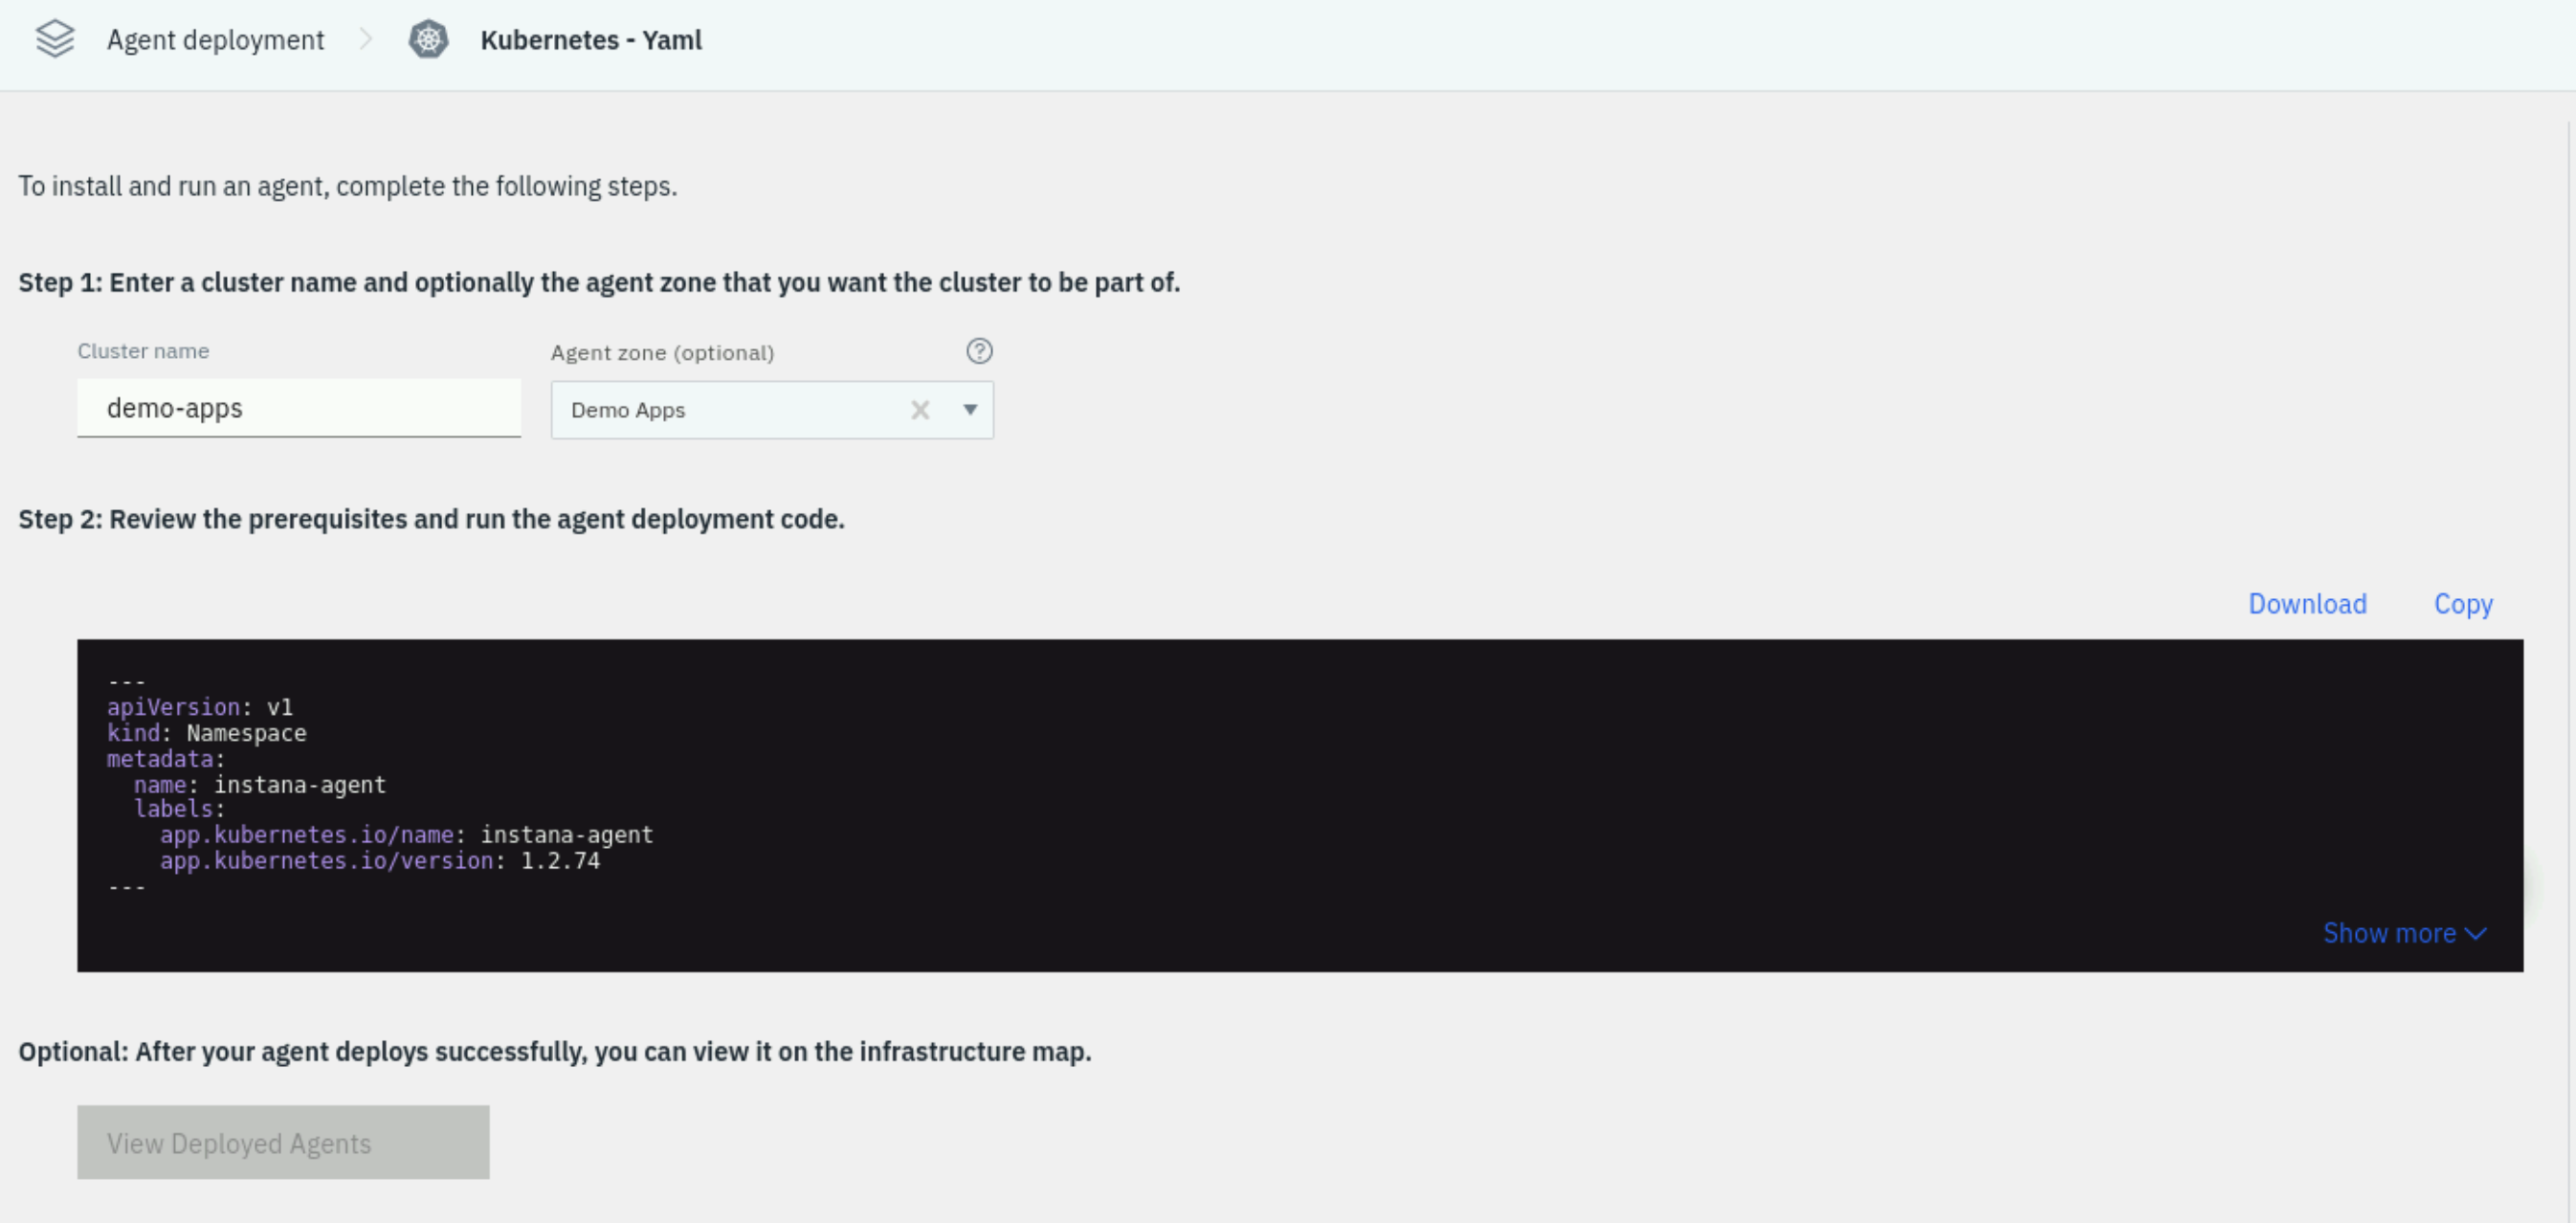 Agent deployment
Kubernetes - Yaml
To install and run an agent, complete the following steps.
Step 1: Enter a cluster name and optionally the agent zone that you want the cluster to be part of.
Cluster name
Agent zone (optional)
?
demo-apps
Demo Apps
Step 2: Review the prerequisites and run the agent deployment code.
Download
Copy
---
apiVersion: v1
kind: Namespace
metadata:
  name: instana-agent
  labels:
    app.kubernetes.io/name: instana-agent
    app.kubernetes.io/version: 1.2.74
---
Show more
Optional: After your agent deploys successfully, you can view it on the infrastructure map.
View Deployed Agents